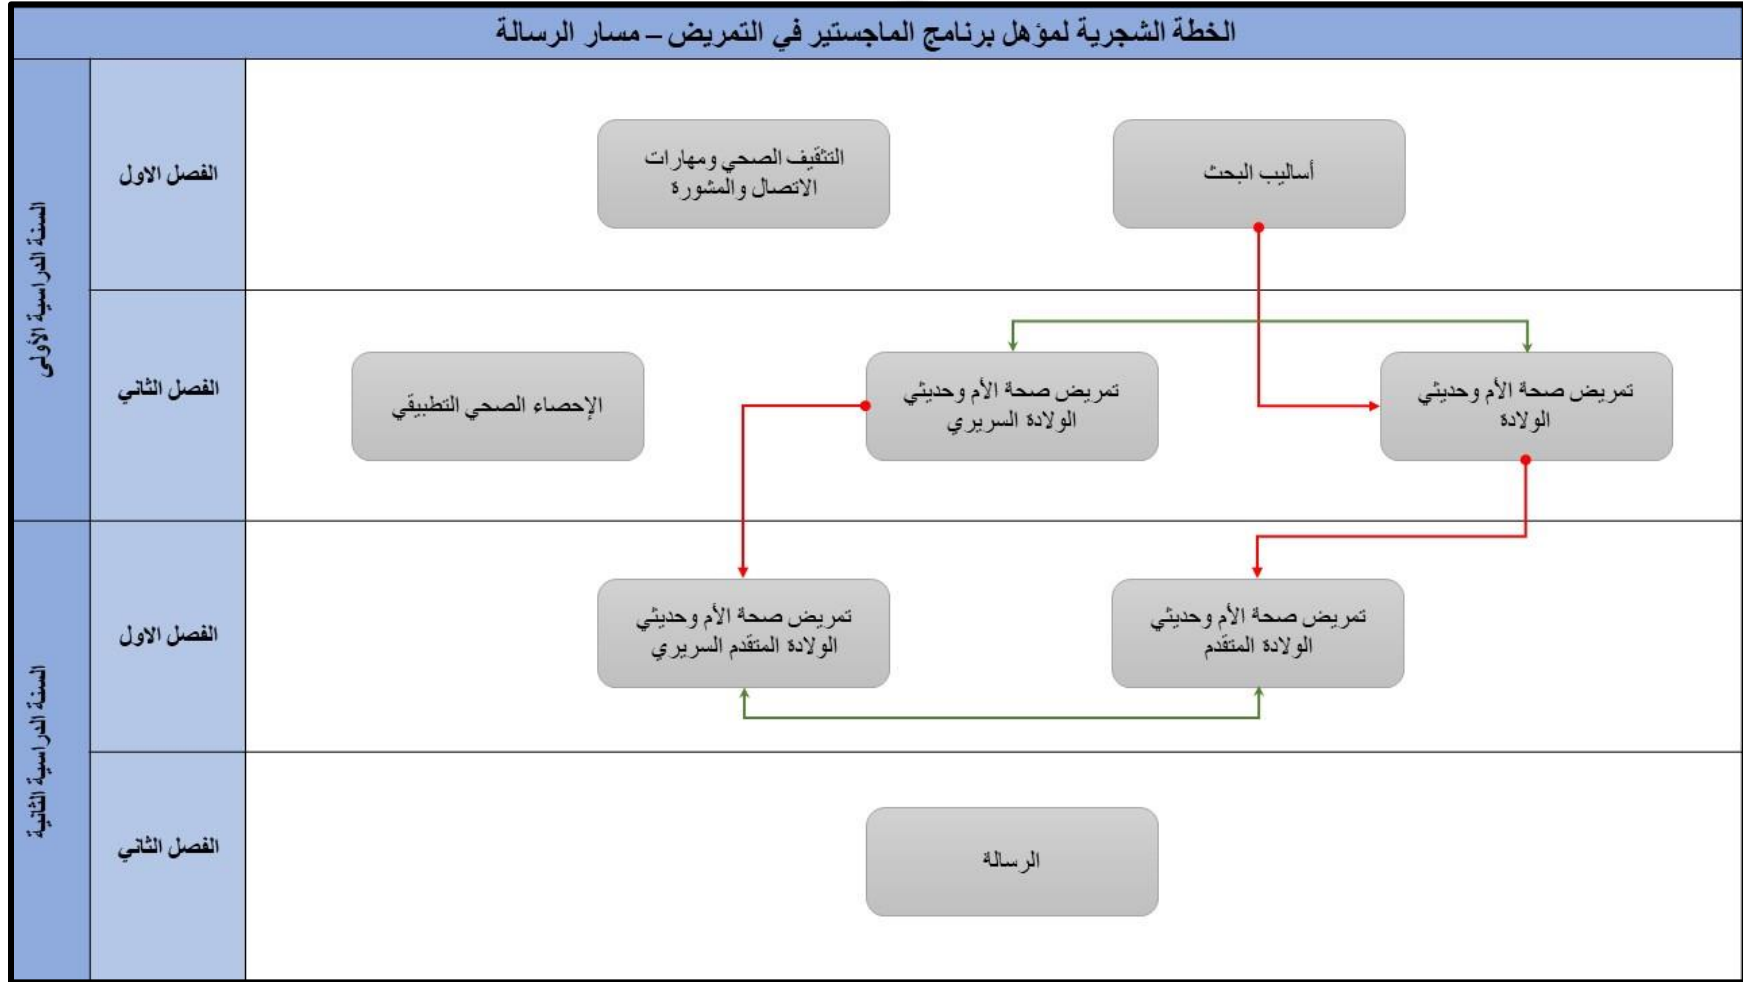 الخطة الشجرية لمؤهل برنامج الماجستير في التمريض – مسار الرسالة
السنة الدراسية الأولى
الفصل الاول
أساليب البحث
التثقيف الصحي ومهارات
الاتصال والمشورة
الفصل الثاني
تمريض صحة الأم وحديثي
الولادة
تمريض صحة الأم وحديثي
الولادة السريري
الإحصاء الصحي التطبيقي
السنة الدراسية الثانية
الفصل الاول
تمريض صحة الأم وحديثي
الولادة المتقدم
تمريض صحة الأم وحديثي
الولادة المتقدم السريري
الفصل الثاني
الرسالة